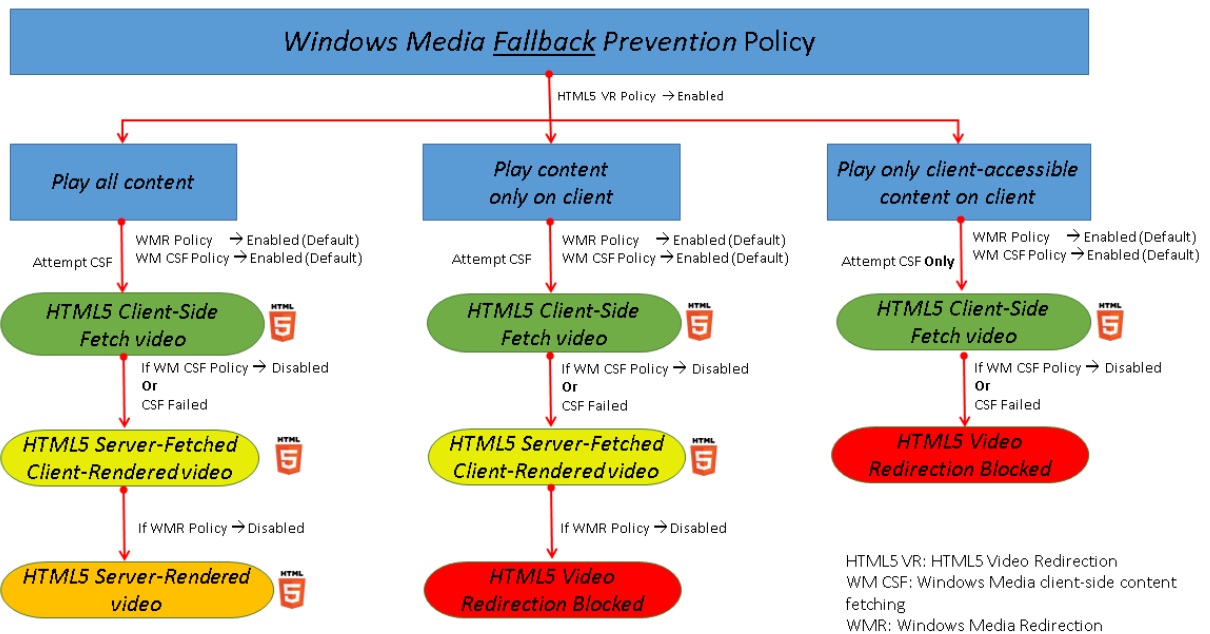 Windows Media Fallback Prevention Policy
HTML5 VR Policy → Enabled
Play all content
WMR Policy → Enabled (Default)
WM CSF Policy → Enabled (Default)
Attempt CSF
HTML5 Client-Side
Fetch video
HTML
5
If WM CSF Policy → Disabled
Or
CSF Failed
HTML5 Server-Fetched
Client-Rendered video
HTML
5
If WMR Policy → Disabled
HTML5 Server-Rendered
video
HTML
5
Play content
only on client
WMR Policy → Enabled (Default)
WM CSF Policy → Enabled (Default)
Attempt CSF
HTML5 Client-Side
Fetch video
HTML
5
If WM CSF Policy → Disabled
Or
CSF Failed
HTML5 Server-Fetched
Client-Rendered video
HTML
5
If WMR Policy → Disabled
HTML5 Video
Redirection Blocked
Play only client-accessible
content on client
WMR Policy → Enabled (Default)
WM CSF Policy → Enabled (Default)
Attempt CSF Only
HTML5 Client-Side
Fetch video
HTML
5
If WM CSF Policy → Disabled
Or
CSF Failed
HTML5 Video
Redirection Blocked
HTML5 VR: HTML5 Video Redirection
WM CSF: Windows Media client-side content
fetching
WMR: Windows Media Redirection